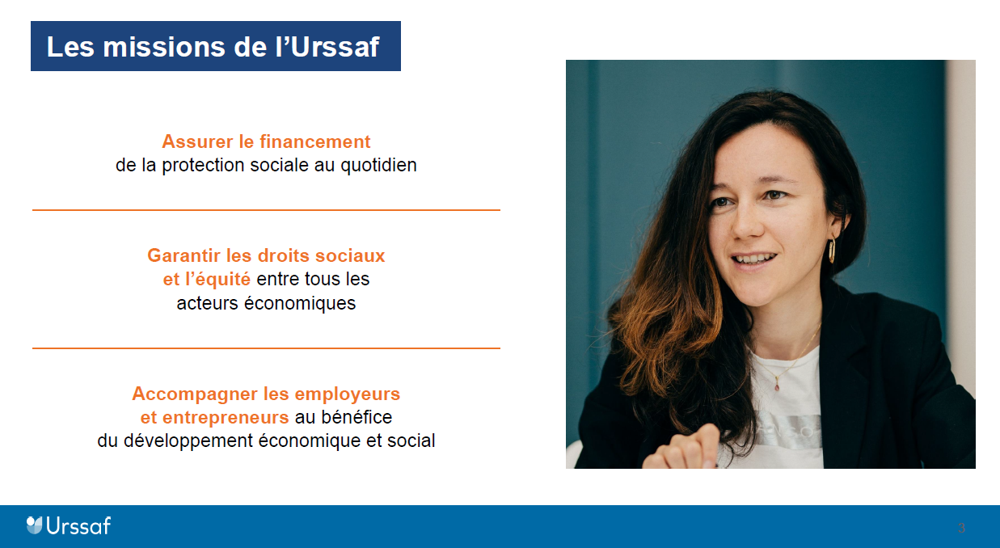 Les missions de l’Urssaf
Assurer le financement
de la protection sociale au quotidien
Garantir les droits sociaux
et l’équité entre tous les
acteurs économiques
Accompagner les employeurs
et entrepreneurs au bénéfice
du développement économique et social
Urssaf
3